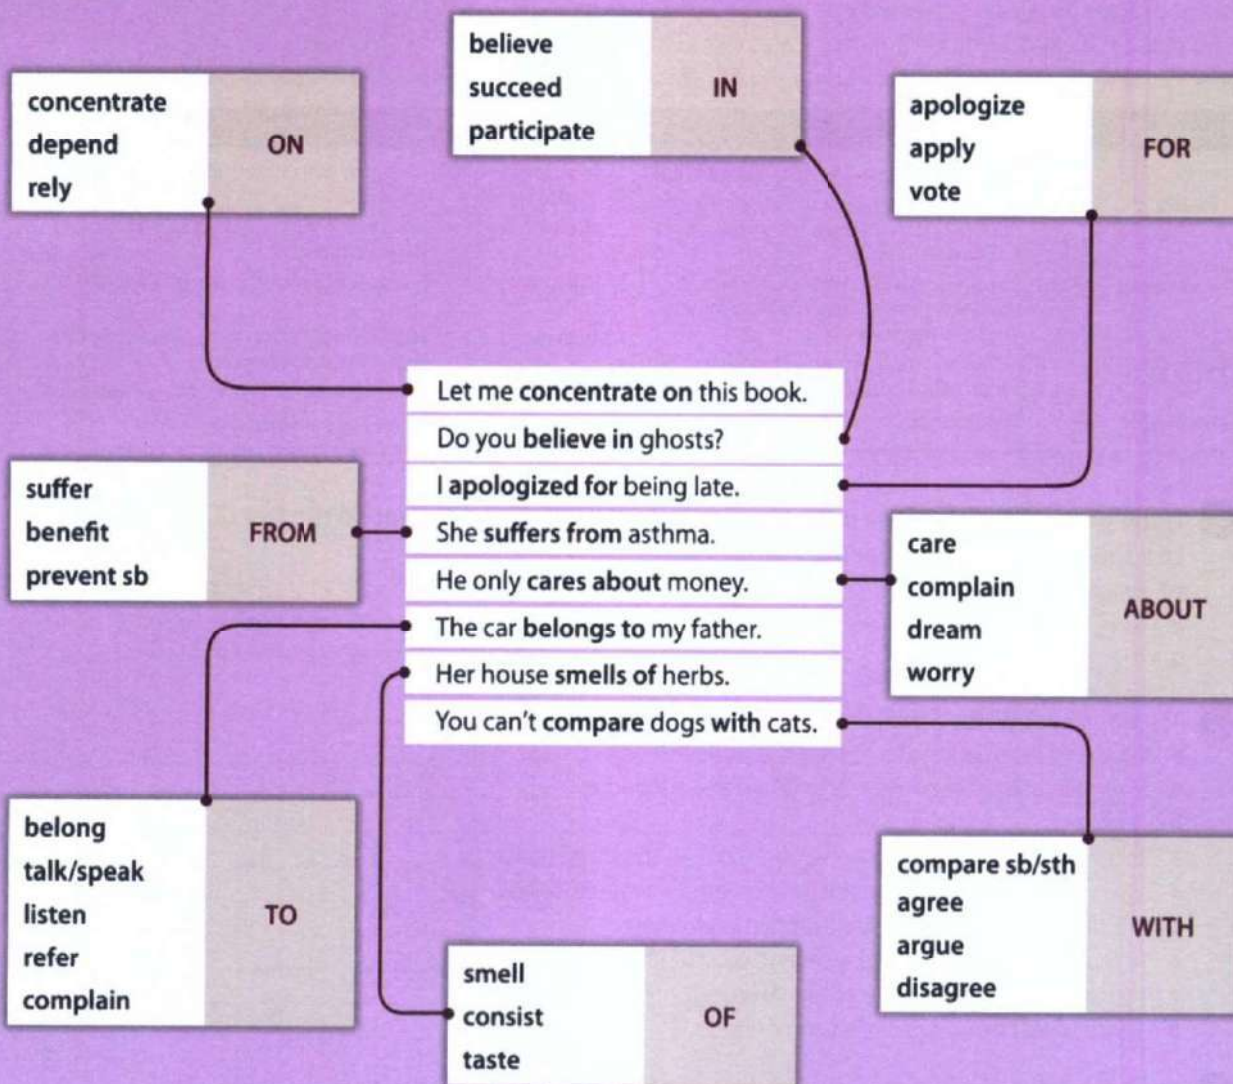 believe
succeed
participate
IN
concentrate
depend
rely
ON
apologize
apply
vote
FOR
Let me concentrate on this book.
Do you believe in ghosts?
I apologized for being late.
She suffers from asthma.
He only cares about money.
The car belongs to my father.
Her house smells of herbs.
You can't compare dogs with cats.
suffer
benefit
prevent sb
FROM
care
complain
dream
worry
ABOUT
belong
talk/speak
listen
refer
complain
TO
smell
consist
taste
OF
compare sb/sth
agree
argue
disagree
WITH